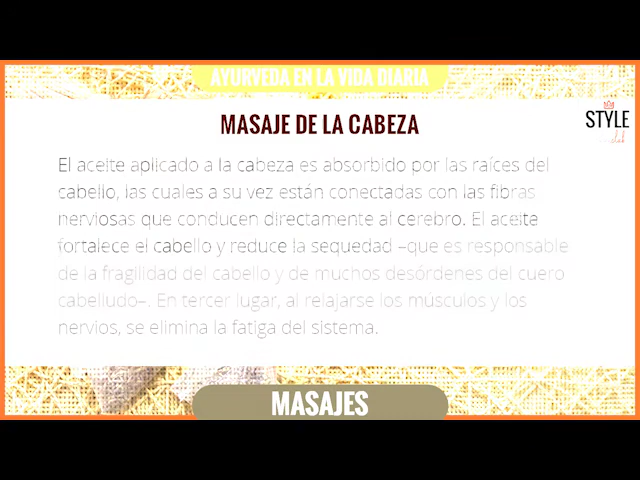 AYURVEDA EN LA VIDA DIARIA
MASAJE DE LA CABEZA
STYLE
El aceite aplicado a la cabeza es absorbido por las raíces del
cabello, las cuales a su vez están conectadas con las fibras
nerviosas que conducen directamente al cerebro. El aceite
fortalece el cabello y reduce la sequedad –que es responsable
de la fragilidad del cabello y de muchos desórdenes del cuero
cabelludo–. En tercer lugar, al relajarse los músculos y los
nervios, se elimina la fatiga del sistema.
MASAJES